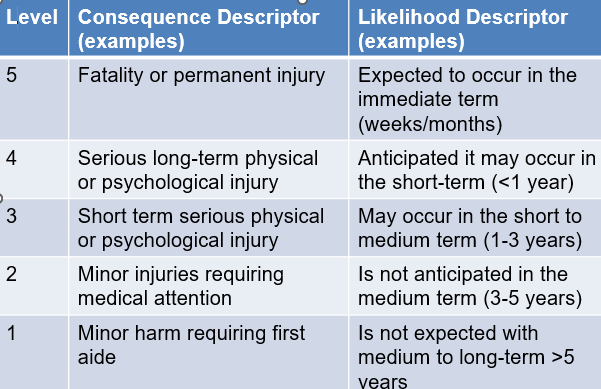 Level
Consequence Descriptor
(examples)
Likelihood Descriptor
(examples)
5
Fatality or permanent injury
Expected to occur in the
immediate term
(weeks/months)
4
Serious long-term physical
or psychological injury
Anticipated it may occur in
the short-term (<1 year)
3
Short term serious physical
or psychological injury
May occur in the short to
medium term (1-3 years)
2
Minor injuries requiring
medical attention
Is not anticipated in the
medium term (3-5 years)
1
Minor harm requiring first
aide
Is not expected with
medium to long-term >5
years